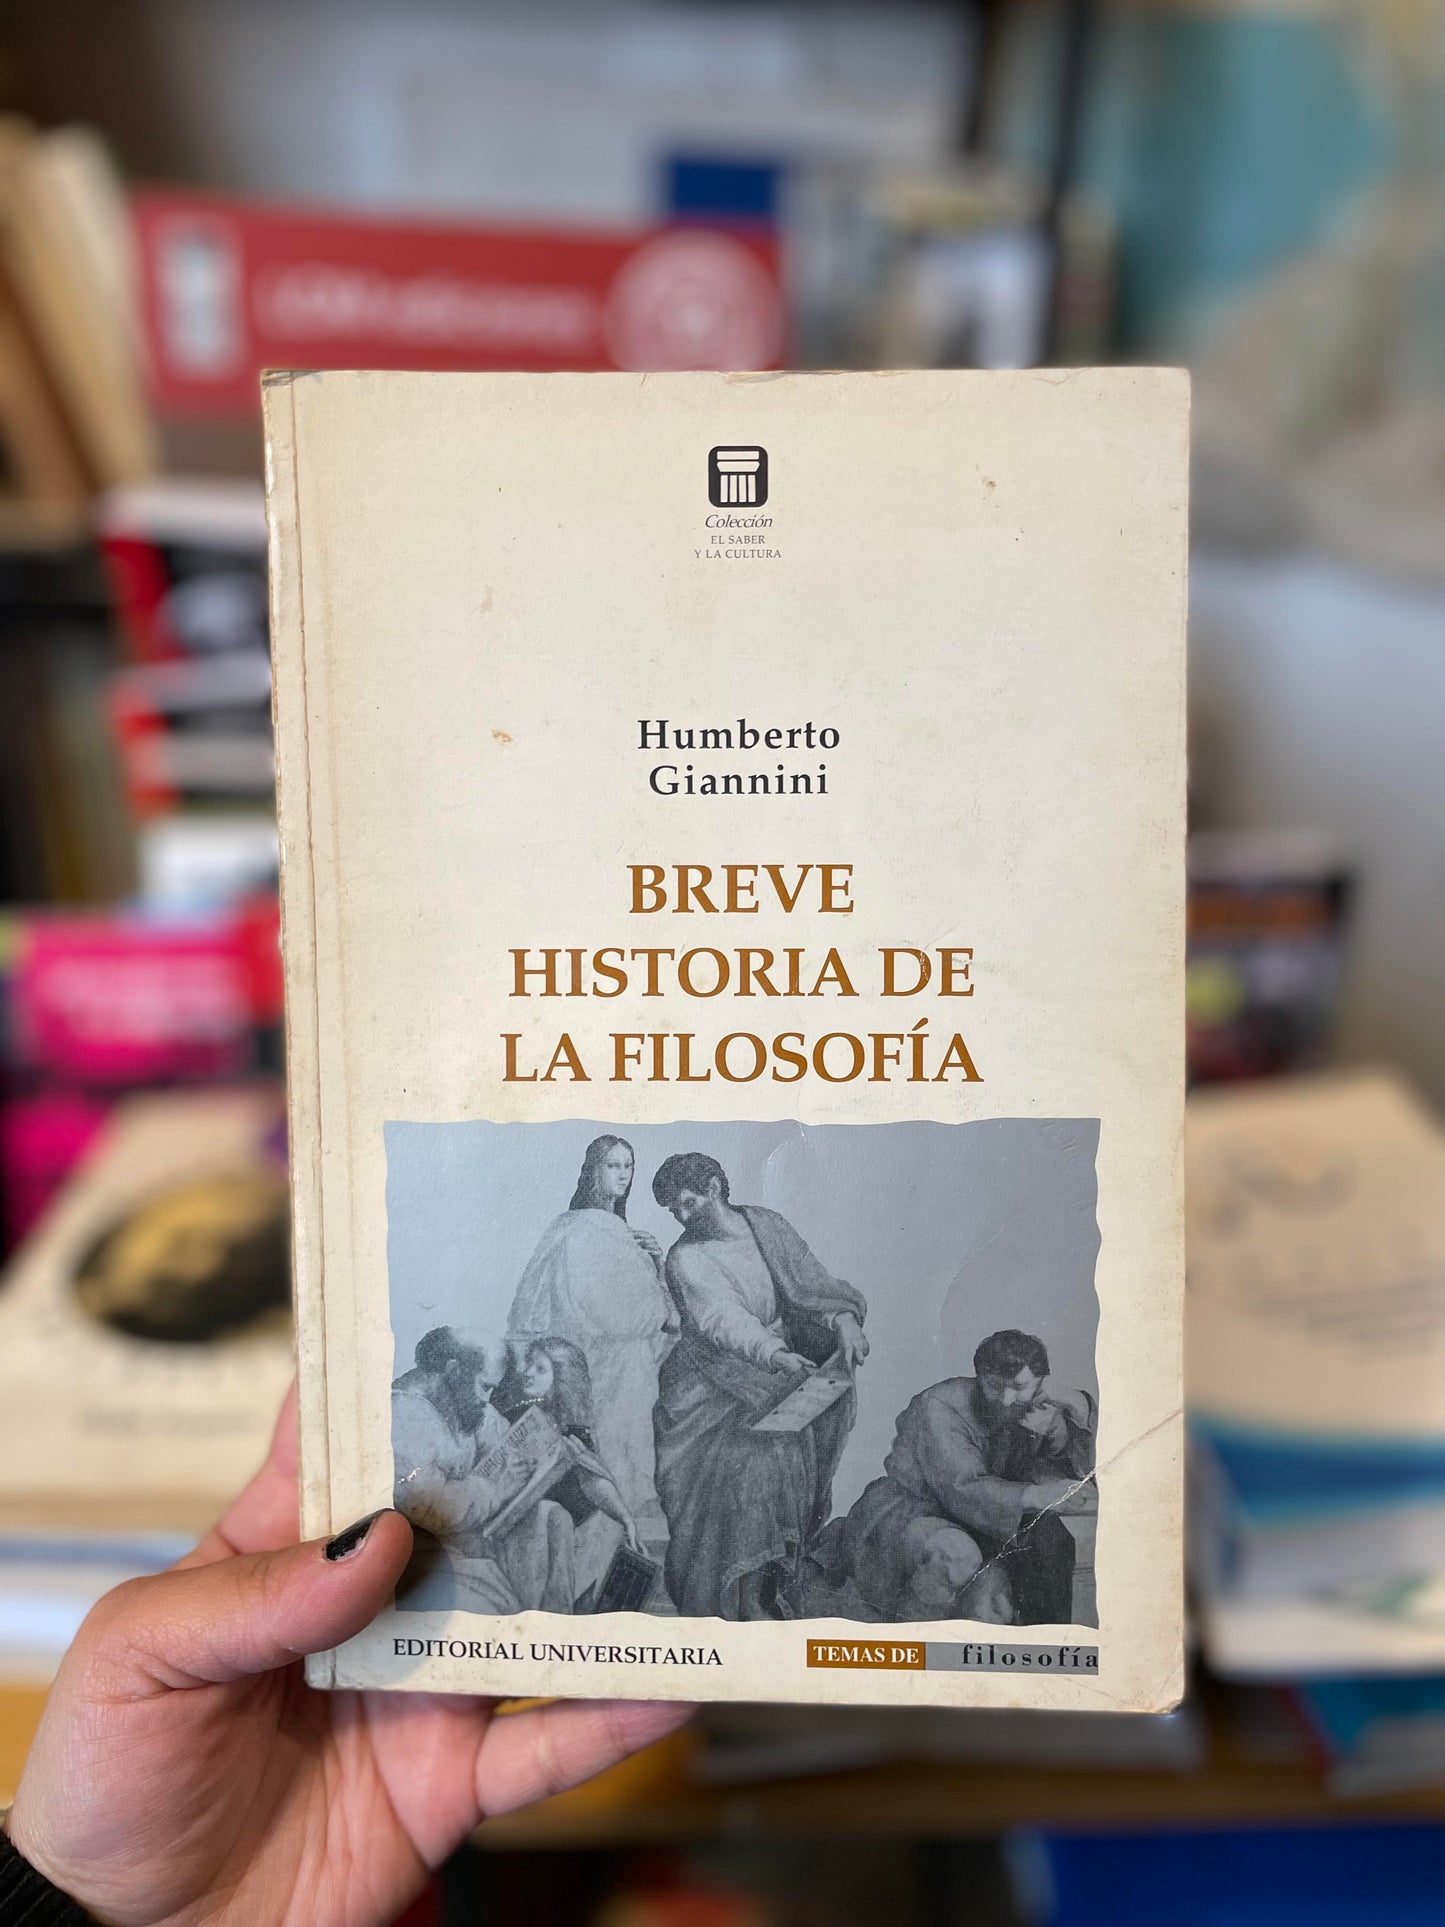 Colección
EL SABER
Y LA CULTURA
Humberto
Giannini
BREVE
HISTORIA DE
LA FILOSOFÍA
EDITORIAL UNIVERSITARIA
TEMAS DE filosofía